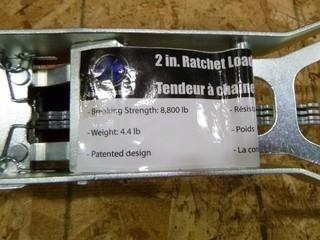 2 in. Ratchet Load
Tendeur à chaîne
- Breaking Strength: 8,800 lb
- Résist
- Weight: 4.4 lb
- Poids
- Patented design
- La con